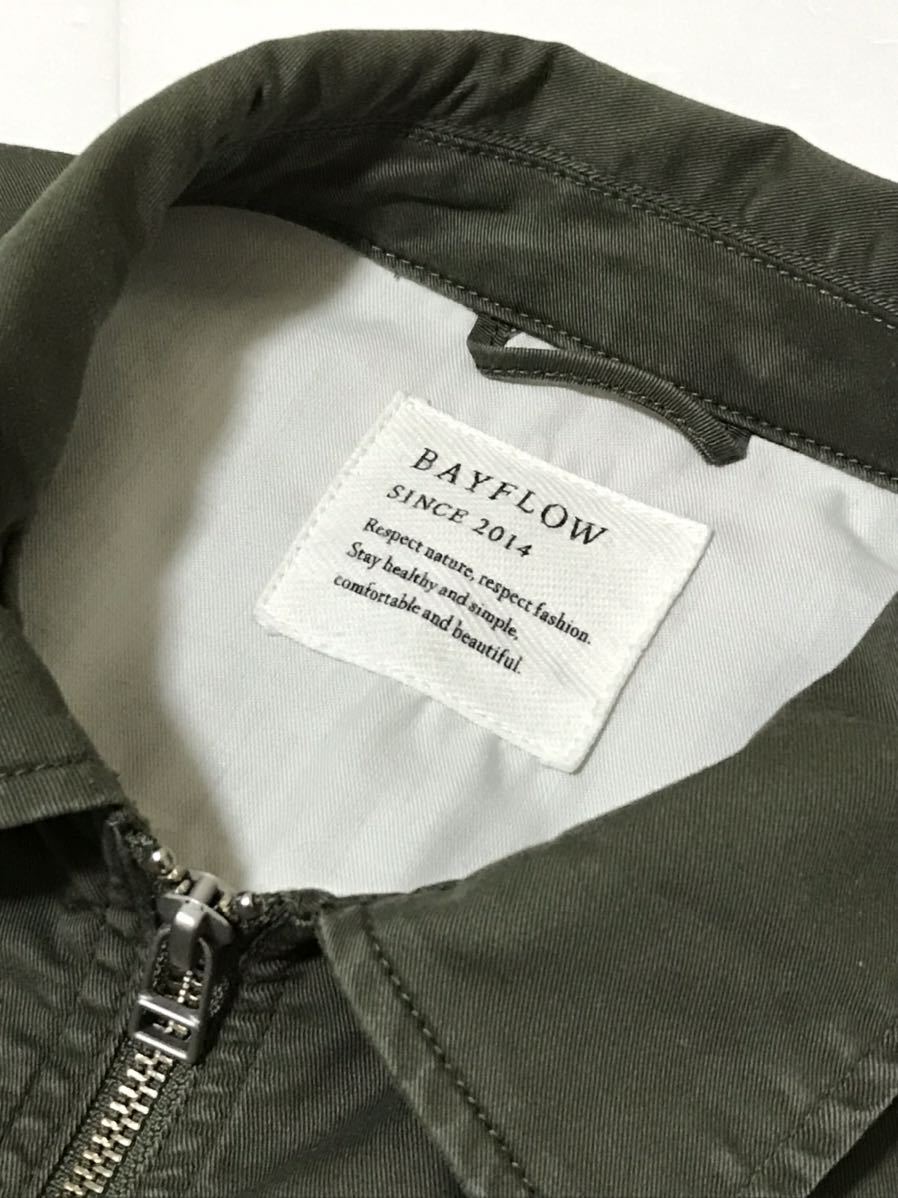 BAYFLOW
SINCE 2014
Respect nature, respect fashion.
Stay healthy and simple,
comfortable and beautiful.